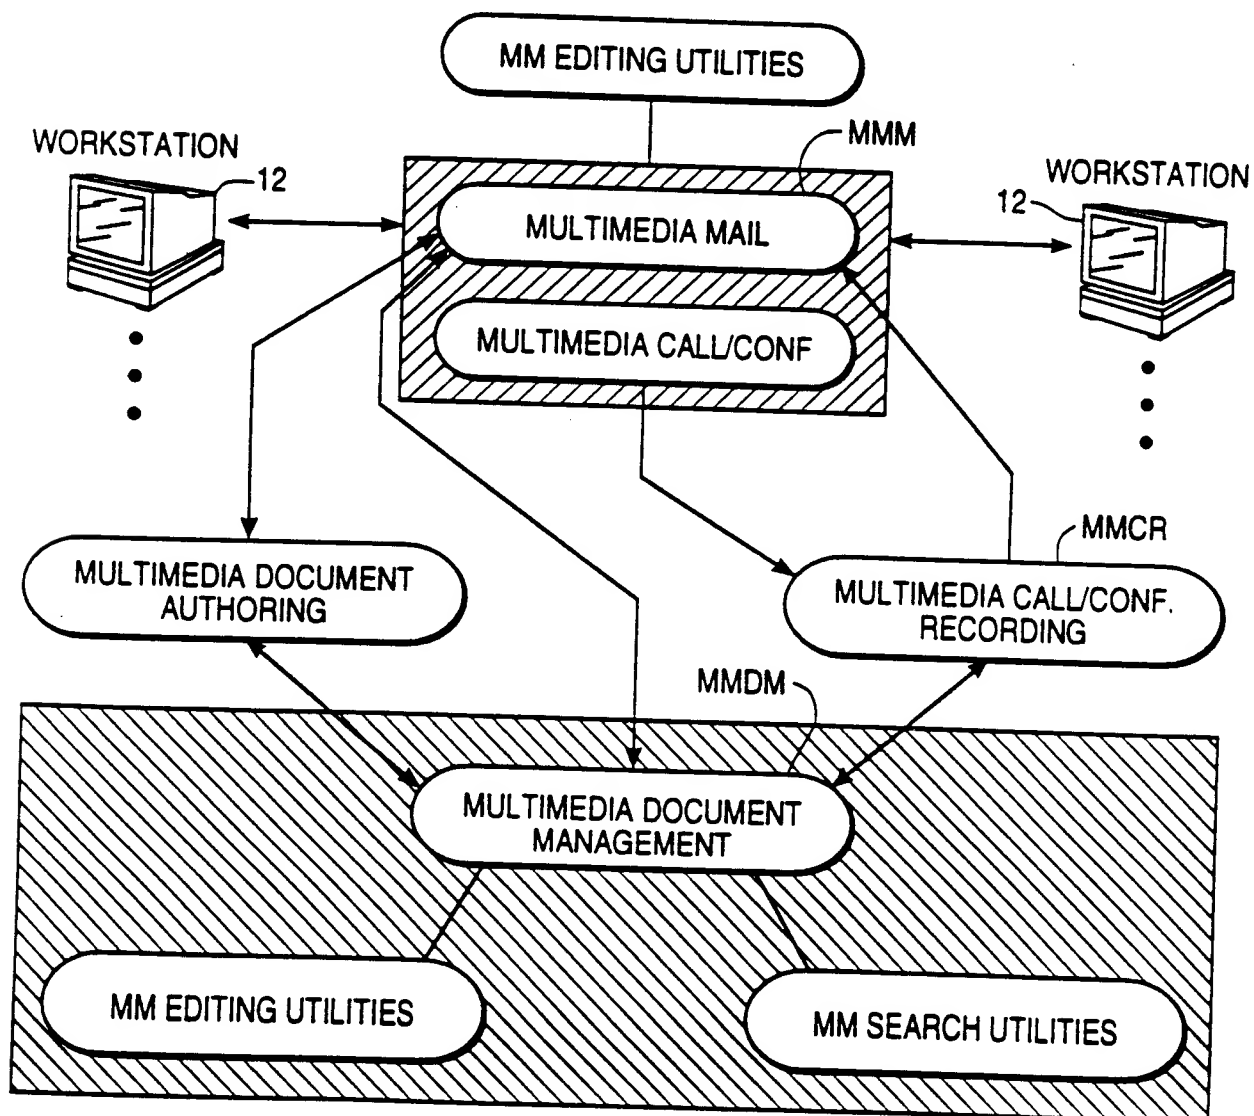 MM EDITING UTILITIES
MMM
WORKSTATION
12
WORKSTATION
12
MULTIMEDIA MAIL
MULTIMEDIA CALL/CONF
MMCR
MULTIMEDIA DOCUMENT
AUTHORING
MULTIMEDIA CALL/CONF.
RECORDING
MMDM
MULTIMEDIA DOCUMENT
MANAGEMENT
MM EDITING UTILITIES
MM SEARCH UTILITIES